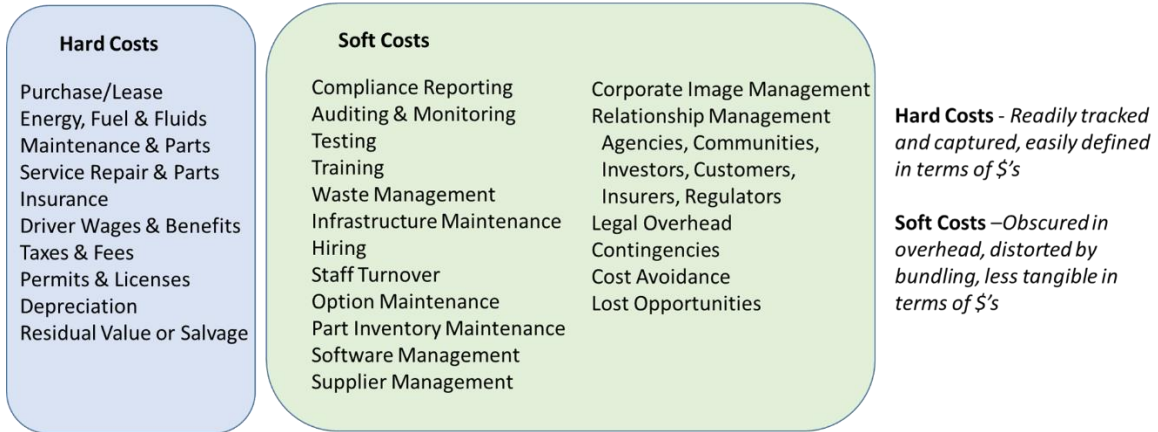 Hard Costs
Purchase/Lease
Energy, Fuel & Fluids
Maintenance & Parts
Service Repair & Parts
Insurance
Driver Wages & Benefits
Taxes & Fees
Permits & Licenses
Depreciation
Residual Value or Salvage
Soft Costs
Compliance Reporting
Auditing & Monitoring
Testing
Training
Waste Management
Infrastructure Maintenance
Hiring
Staff Turnover
Option Maintenance
Part Inventory Maintenance
Software Management
Supplier Management
Corporate Image Management
Relationship Management
Agencies, Communities,
Investors, Customers,
Insurers, Regulators
Legal Overhead
Contingencies
Cost Avoidance
Lost Opportunities
Hard Costs - Readily tracked
and captured, easily defined
in terms of $'s
Soft Costs –Obscured in
overhead, distorted by
bundling, less tangible in
terms of $'s